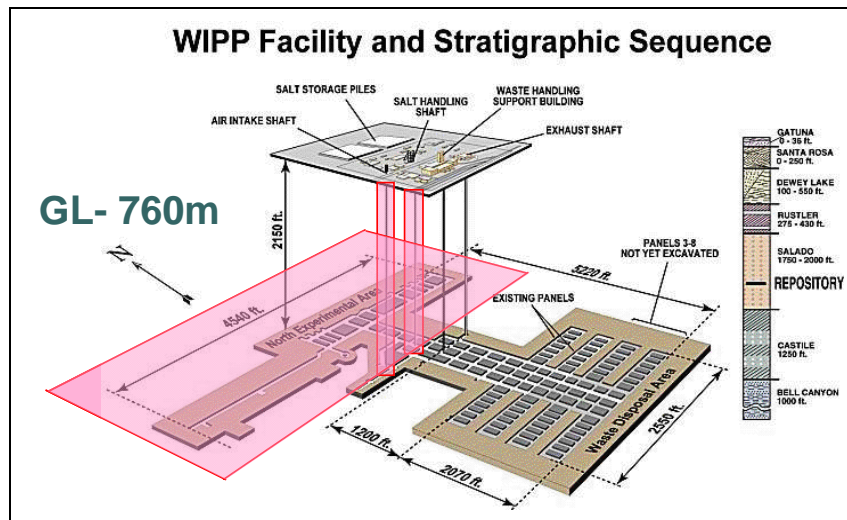 WIPP Facility and Stratigraphic Sequence
SALT STORAGE PILES
SALT HANDLING
SHAFT
WASTE HANDLING
SUPPORT BUILDING
AIR INTAKE SHAFT
EXHAUST SHAFT
GATUNA
0 - 35 ft.
SANTA ROSA
0 - 250 ft.
DEWEY LAKE
100 - 550 ft.
RUSTLER
275 - 430 ft.
SALADO
1750 - 2000 ft.
REPOSITORY
CASTILE
1250 ft.
BELL CANYON
1000 ft.
GL- 760m
2150 ft.
N
PANELS 3-8
NOT YET EXCAVATED
5220 ft.
4540 ft.
North Experimental Area
EXISTING PANELS
Waste Disposal Area
2550 ft.
1200 ft.
2070 ft.